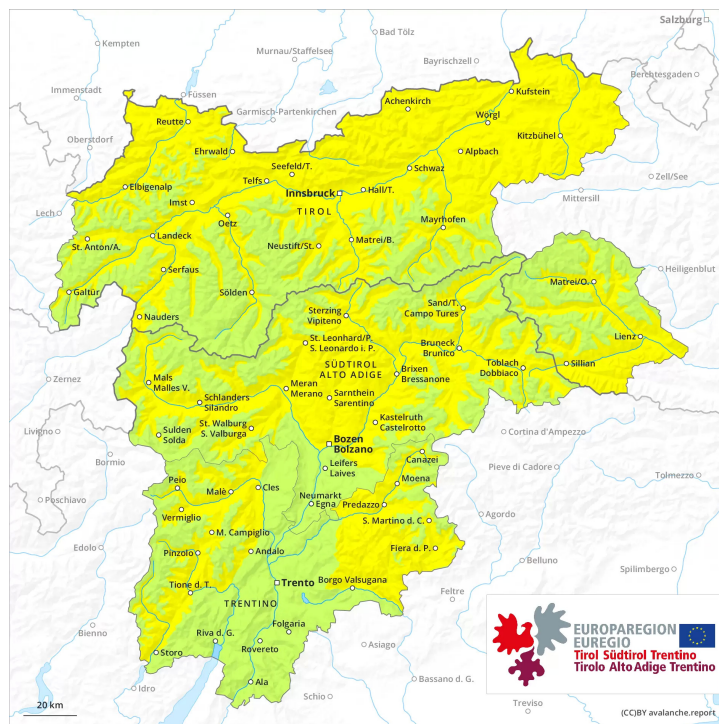 Salzburg
Kempten
Bad Tölz
Murnau/Staffelsee
Bayrischzell
Berchtesgaden
Immenstadt
Füssen
Garmisch-Partenkirchen
Achenkirch
Kufstein
Reutte
Wörgl
Oberstdorf
Kitzbühel
Ehrwald
Alpbach
Seefeld/T.
Schwaz
Zell/See
Telfs
Elbigenalp
Innsbruck
Hall/T.
Mittersill
Imst
TIROL
Lech
Oetz
Mayrhofen
Landeck
Matrei/B.
St. Anton/A.
Neustift/St.
Serfaus
Heiligenblut
Matrei/O.
Galtür
Sölden
Sand/T.
Campo Tures
Nauders
Sterzing
Vipiteno
Lienz
St. Leonhard/P.
S. Leonardo i. P.
Bruneck
Brunico
Toblach
Dobbiaco
Sillian
SÜDTIROL
ALTO ADIGE
Brixen
Bressanone
Zernez
Mals
Malles V.
Meran
Merano
Schlanders
Silandro
Sarnthein
Sarentino
St. Walburg
S. Valburga
Kastelruth
Castelrotto
Livigno
Sulden
Solda
Cortina d'Ampezzo
Bozen
Bolzano
Bormio
Canazei
Leifers
Laives
Pieve di Cadore
Tolmezzo
Peio
Moena
Poschiavo
Malè
Cles
Neumarkt
Egna
Predazzo
Vermiglio
S. Martino d. C.
Agordo
M. Campiglio
Edolo
Pinzolo
Andalo
Fiera d. P.
Belluno
Spilimbergo
Tione d. T.
Trento
Borgo Valsugana
Feltre
TRENTINO
Folgaria
Bienno
Riva d. G.
Rovereto
Asiago
Storo
Bassano d. G.
Ala
Idro
Schio
Treviso
EUROPAREGION
EUREGIO
Tirol Südtirol Trentino
Tirolo AltoAdige Trentino
20 km
(CC)BY avalanche.report